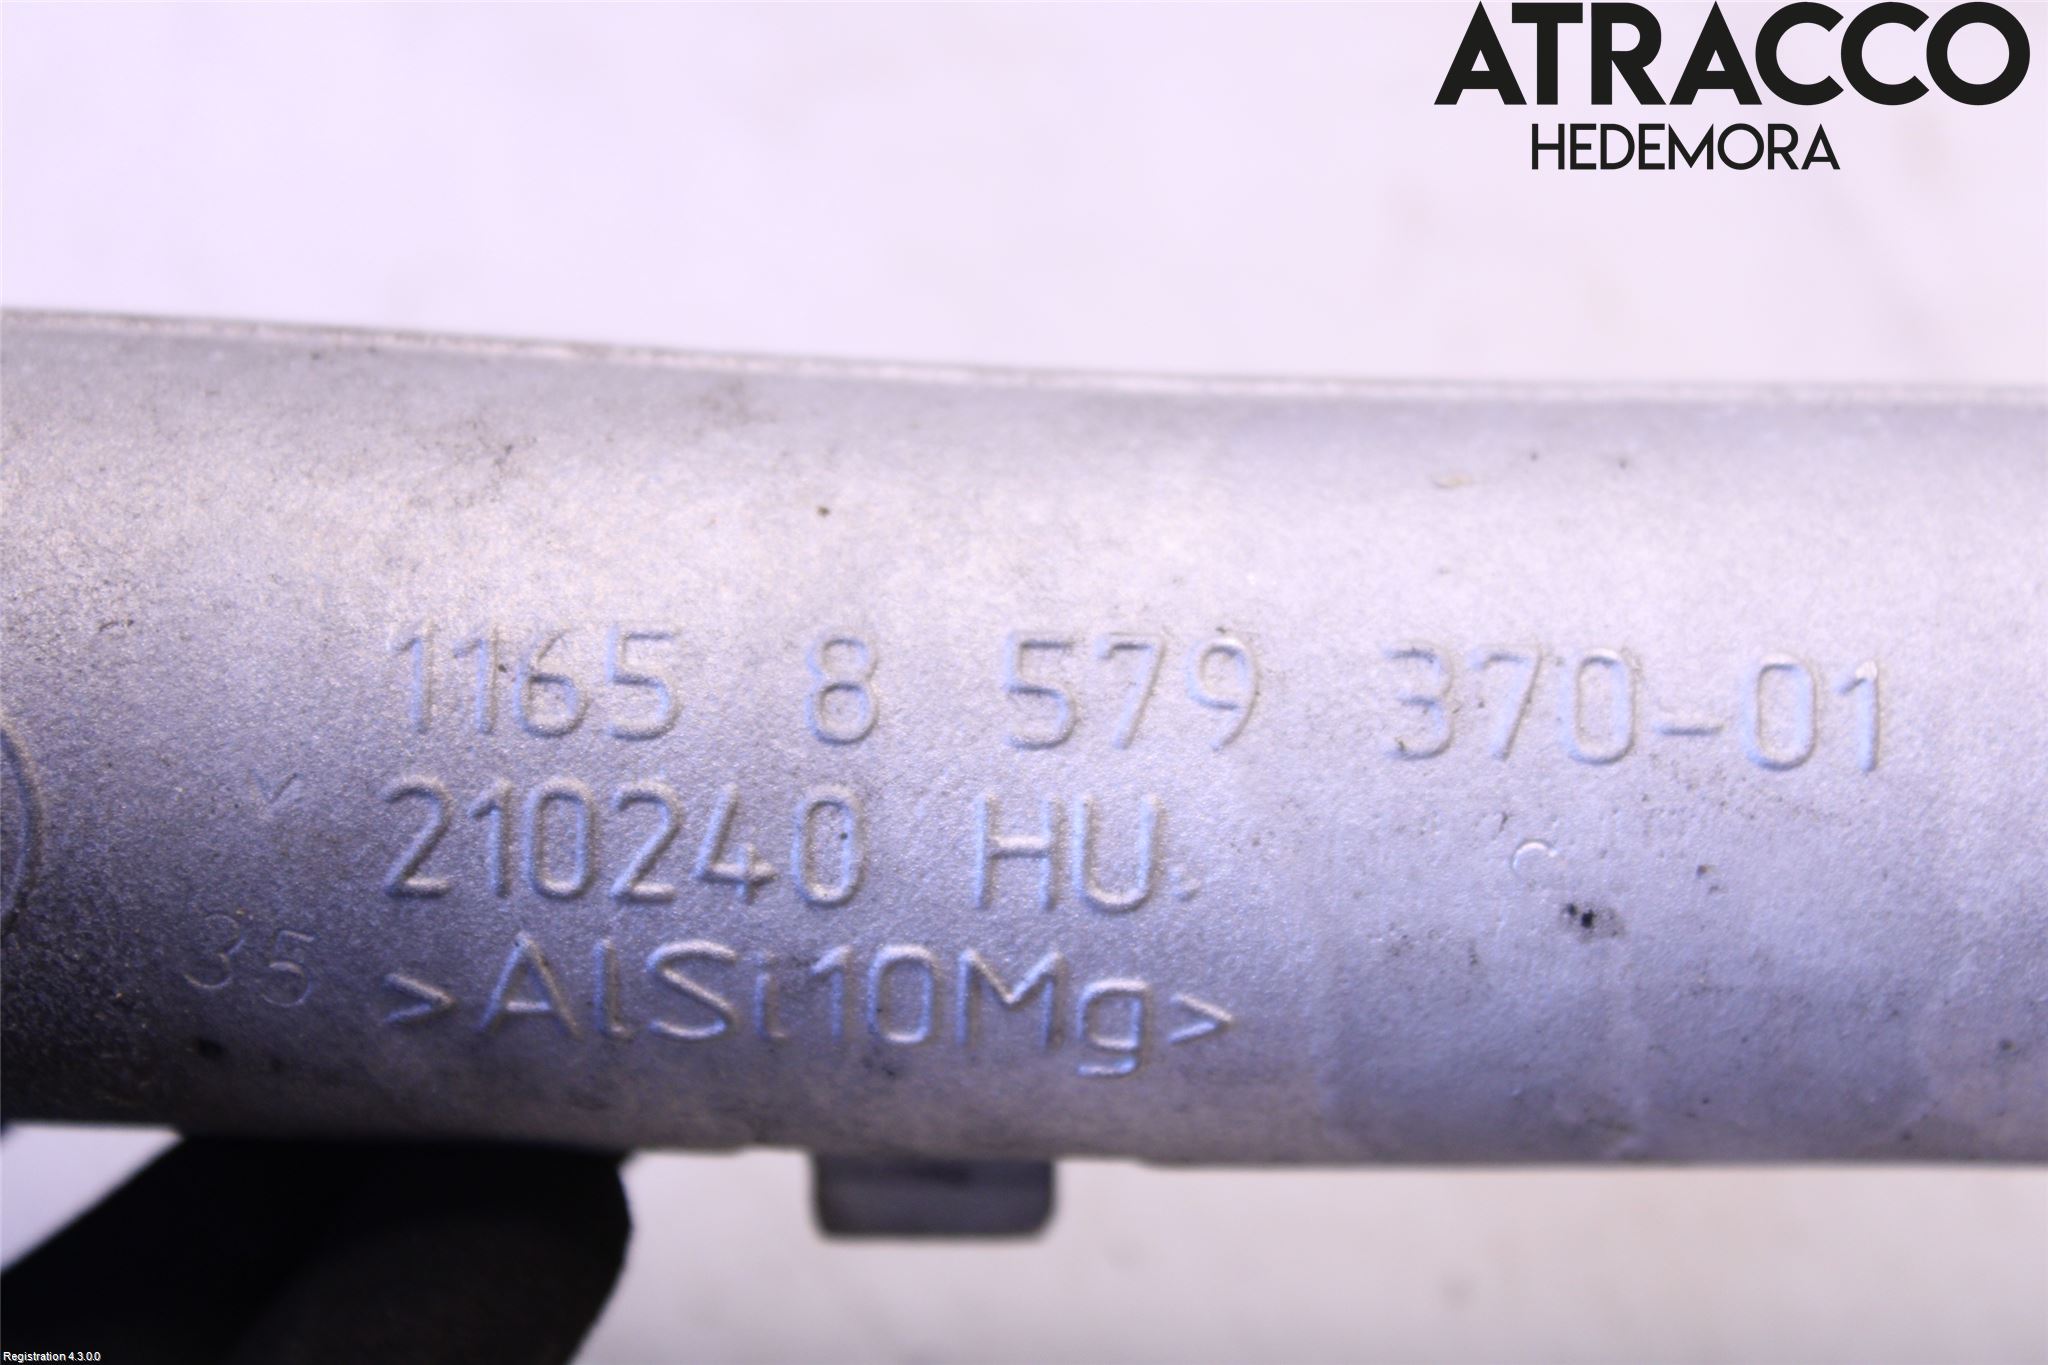 ATRACCO
HEDEMORA
1165 8 579 370-01
210240 HU
35
>AlSi10Mg>
Registration 4.3.0.0